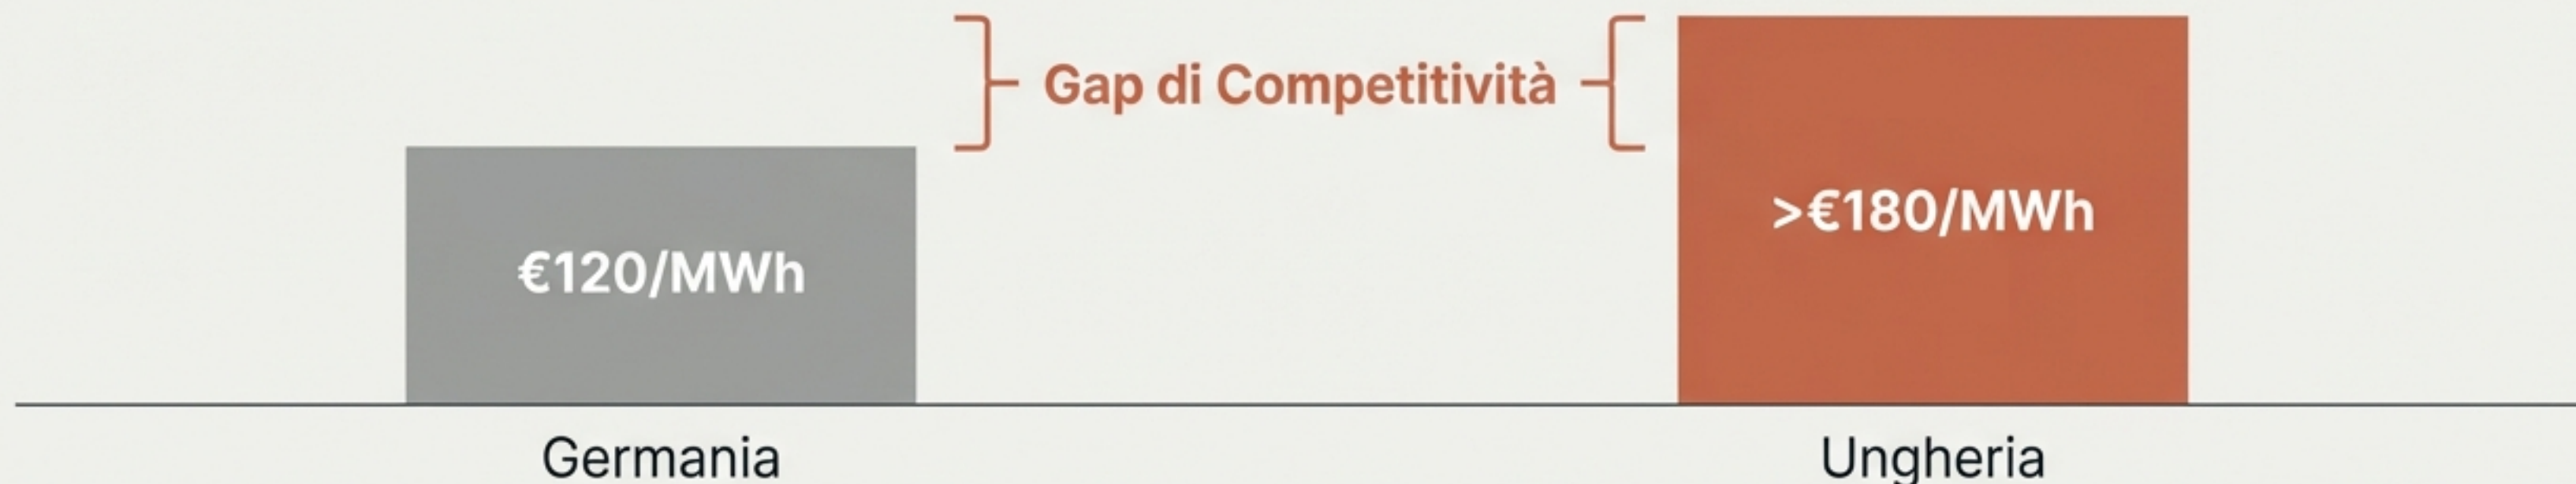 Gap di Competitività
>€180/MWh
€120/MWh
Germania
Ungheria